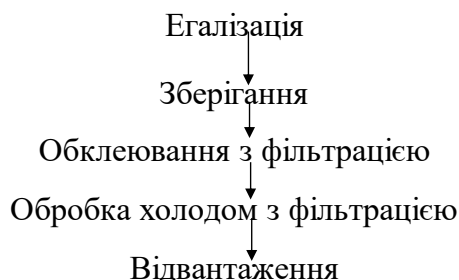 Егалізація
Зберігання
Обклеювання з фільтрацією
Обробка холодом з фільтрацією
Відвантаження